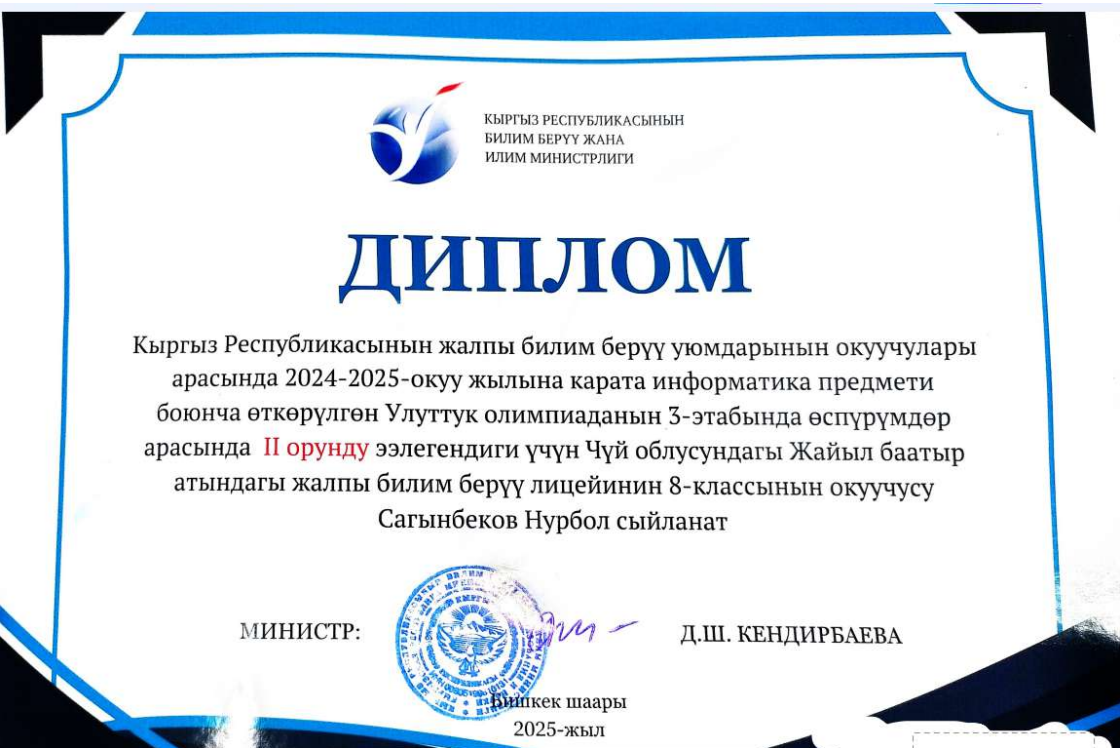 КЫРГЫЗ РЕСПУБЛИКАСЫНЫН
БИЛИМ БЕРҮҮ ЖАНА
ИЛИМ МИНИСТРЛИГИ
ДИПЛОМ
Кыргыз Республикасынын жалпы билим берүү уюмдарынын окуучулары
арасында 2024-2025-окуу жылына карата информатика предмети
боюнча өткөрүлгөн Улуттук олимпиаданын 3-этабында өспүрүмдөр
арасында II орунду ээлегендиги үчүн Чүй облусундагы Жайыл баатыр
атындагы жалпы билим берүү лицейинин 8-классынын окуучусу
Сагынбеков Нурбол сыйланат
МИНИСТР:
Д.Ш. КЕНДИРБАЕВА
Бишкек шаары
2025-жыл